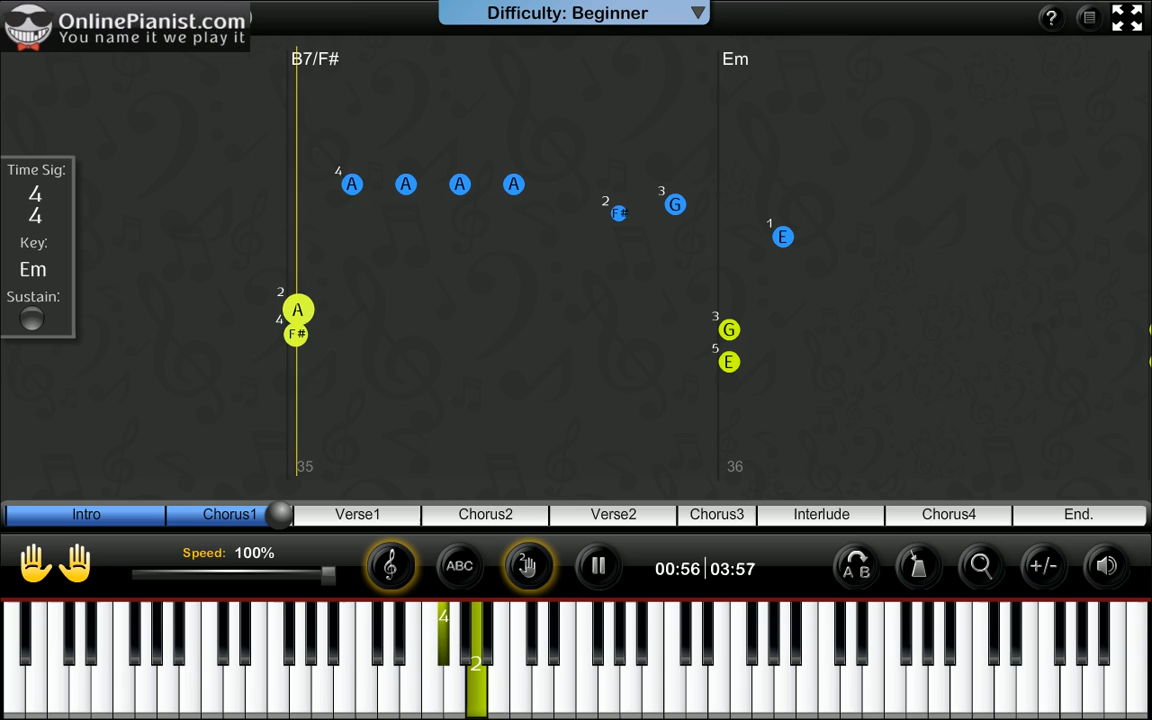 OnlinePianist.com
You name it we play it
Difficulty: Beginner
?
B7/F#
Em
Time Sig:
4
4
Key:
Em
Sustain:
4 A A A A
2 F#
3 G
1 E
2 A
4 F#
3 G
5 E
35
36
Intro
Chorus1
Verse1
Chorus2
Verse2
Chorus3
Interlude
Chorus4
End.
Speed: 100%
ABC
2
00:56|03:57
A B
+/-
4
2